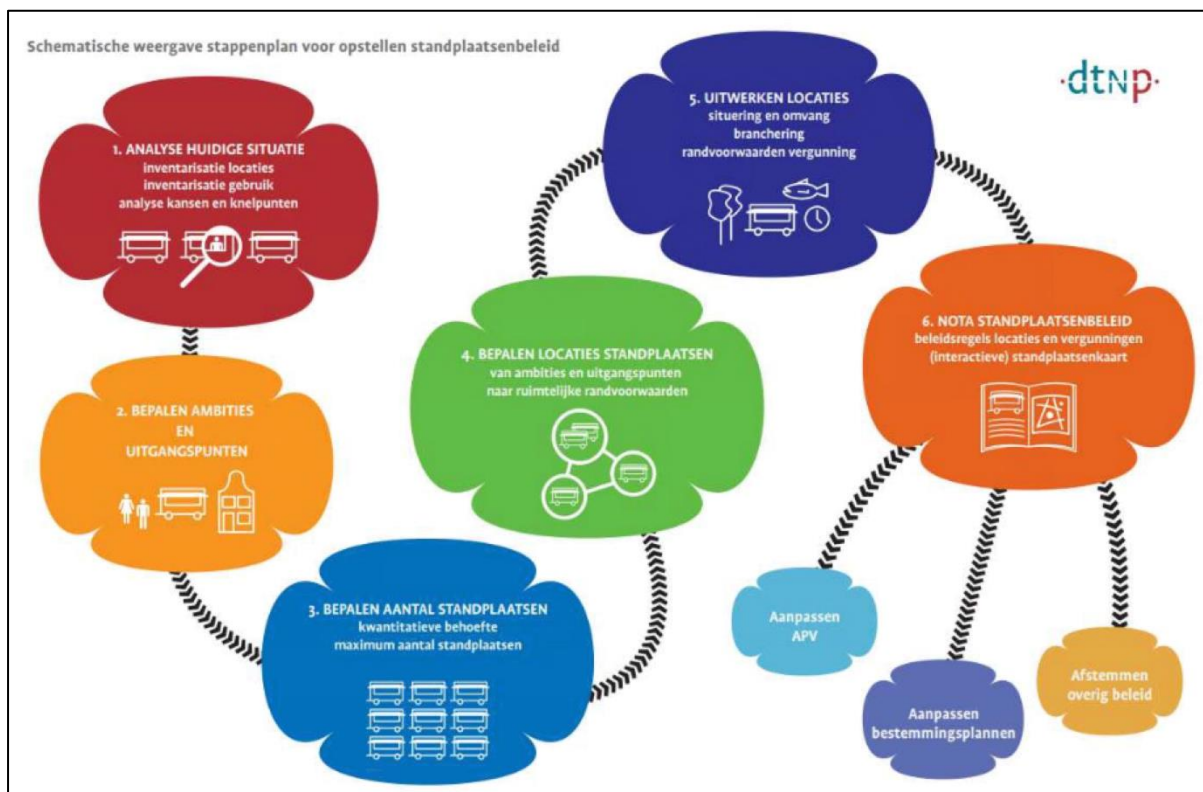 Schematische weergave stappenplan voor opstellen standplaatsenbeleid
·dtNp·
1. ANALYSE HUIDIGE SITUATIE
inventarisatie locaties
inventarisatie gebruik
analyse kansen en knelpunten
2. BEPALEN AMBITIES
EN
UITGANGSPUNTEN
3. BEPALEN AANTAL STANDPLAATSEN
kwantitatieve behoefte
maximum aantal standplaatsen
4. BEPALEN LOCATIES STANDPLAATSEN
van ambities en uitgangspunten
naar ruimtelijke randvoorwaarden
5. UITWERKEN LOCATIES
situering en omvang
branchering
randvoorwaarden vergunning
6. NOTA STANDPLAATSENBELEID
beleidsregels locaties en vergunningen
(interactieve) standplaatsenkaart
Aanpassen
APV
Aanpassen
bestemmingsplannen
Afstemmen
overig beleid